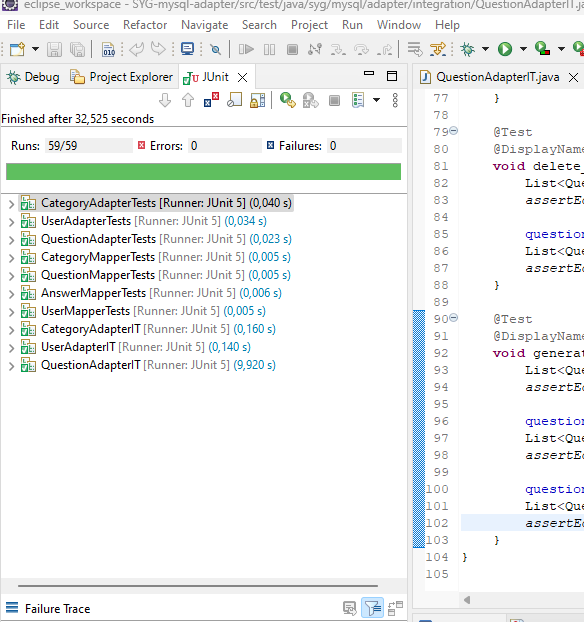 eclipse_workspace - SYG-mysql-adapter/src/test/java/syg/mysql/adapter/integration/QuestionAdapterIT.ja
File Edit Source Refactor Navigate Search Project Run Window Help
Debug Project Explorer JUnit
Finished after 32,525 seconds
Runs: 59/59 Errors: 0 Failures: 0
CategoryAdapterTests [Runner: JUnit 5] (0,040 s)
UserAdapterTests [Runner: JUnit 5] (0,034 s)
QuestionAdapterTests [Runner: JUnit 5] (0,023 s)
CategoryMapperTests [Runner: JUnit 5] (0,005 s)
QuestionMapperTests [Runner: JUnit 5] (0,005 s)
AnswerMapperTests [Runner: JUnit 5] (0,006 s)
UserMapperTests [Runner: JUnit 5] (0,005 s)
CategoryAdapterIT [Runner: JUnit 5] (0,160 s)
UserAdapterIT [Runner: JUnit 5] (0,140 s)
QuestionAdapterIT [Runner: JUnit 5] (9,920 s)
Failure Trace
QuestionAdapterIT.java
77 }
78
79 @Test
80 @DisplayName
81 void delete_
82 List<Que
83 assertEq
84
85 question
86 List<Que
87 assertEq
88 }
89
90 @Test
91 @DisplayName
92 void generat
93 List<Que
94 assertEq
95
96 question
97 List<Que
98 assertEq
99
100 question
101 List<Que
102 assertEq
103 }
104 }
105